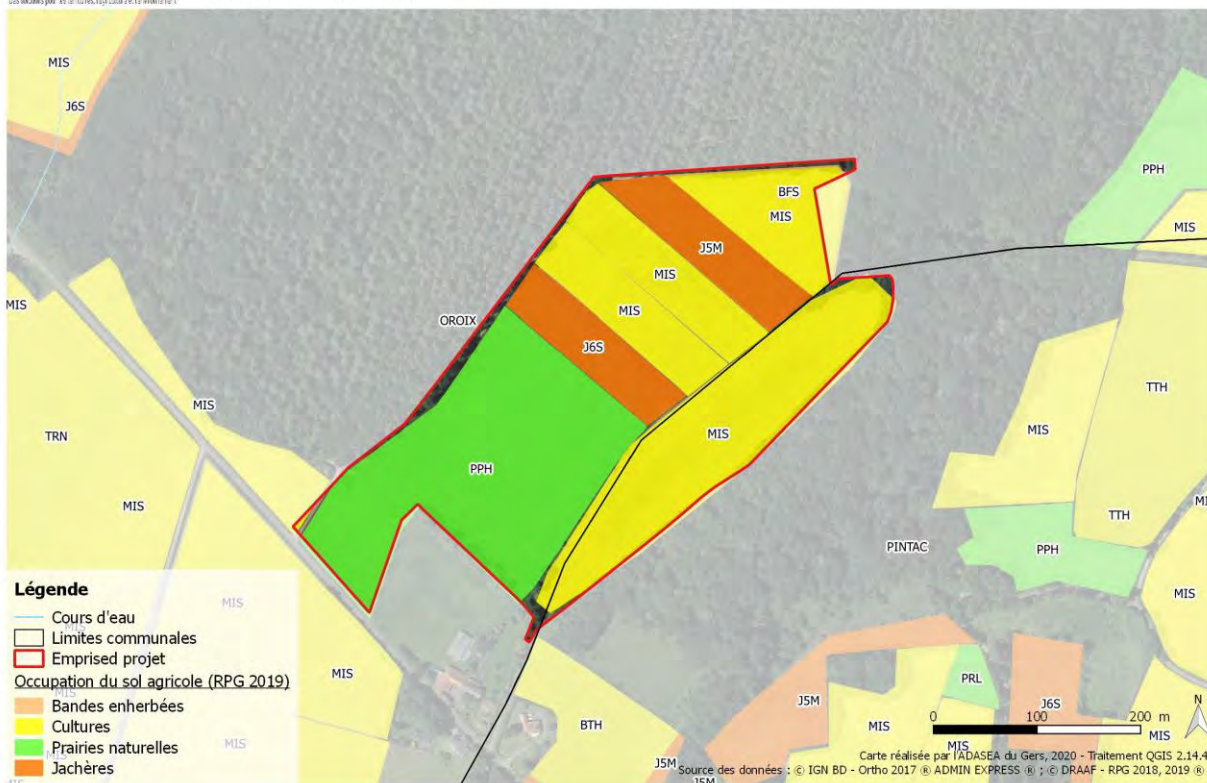 MIS
J6S
PPH
BFS
MIS
MIS
J5M
MIS
MIS
MIS
OROIX
J6S
MIS
TTH
MIS
TRN
MIS
MIS
PPH
MIS
TTH
PINTAC
PPH
MIS
Légende
Cours d'eau
Limites communales
Emprised projet
Occupation du sol agricole (RPG 2019)
Bandes enherbées
Cultures
Prairies naturelles
Jachères
MIS
MIS
MIS
MIS
MIS
BTH
J5M
J5M
J5M
MIS
PRL
J6S
MIS
MIS
N
0 100 200 m
Carte réalisée par l'ADASEA du Gers, 2020 - Traitement QGIS 2.14.4
Source des données : © IGN BD - Ortho 2017 ® ADMIN EXPRESS ® ; © DRAAF - RPG 2018, 2019 ®